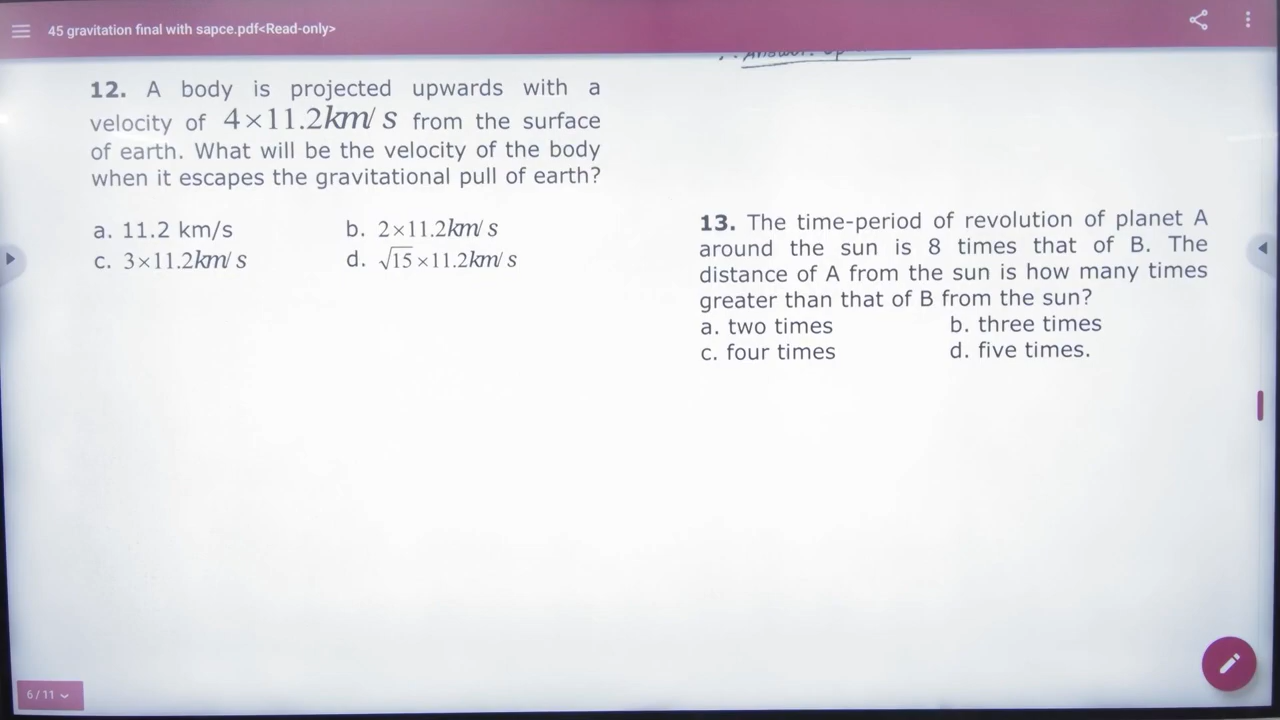 45 gravitation final with sapce.pdf<Read-only>
12. A body is projected upwards with a
velocity of 4×11.2km/ s from the surface
of earth. What will be the velocity of the body
when it escapes the gravitational pull of earth?
a. 11.2 km/s b. 2×11.2km/ s
c. 3×11.2km/ s d. √15×11.2km/ s
13. The time-period of revolution of planet A
around the sun is 8 times that of B. The
distance of A from the sun is how many times
greater than that of B from the sun?
a. two times b. three times
c. four times d. five times.
6/11